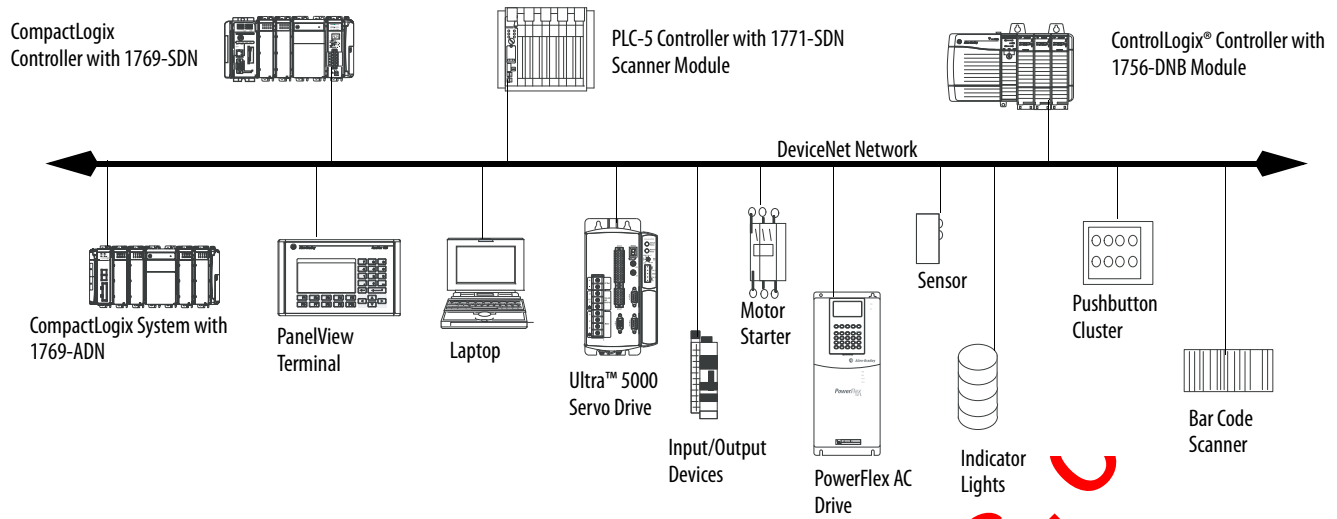 CompactLogix
Controller with 1769-SDN
PLC-5 Controller with 1771-SDN
Scanner Module
ControlLogix® Controller with
1756-DNB Module
DeviceNet Network
CompactLogix System with
1769-ADN
PanelView
Terminal
Laptop
Ultra™ 5000
Servo Drive
Input/Output
Devices
Motor
Starter
PowerFlex
PowerFlex AC
Drive
Sensor
Indicator
Lights
Pushbutton
Cluster
Bar Code
Scanner